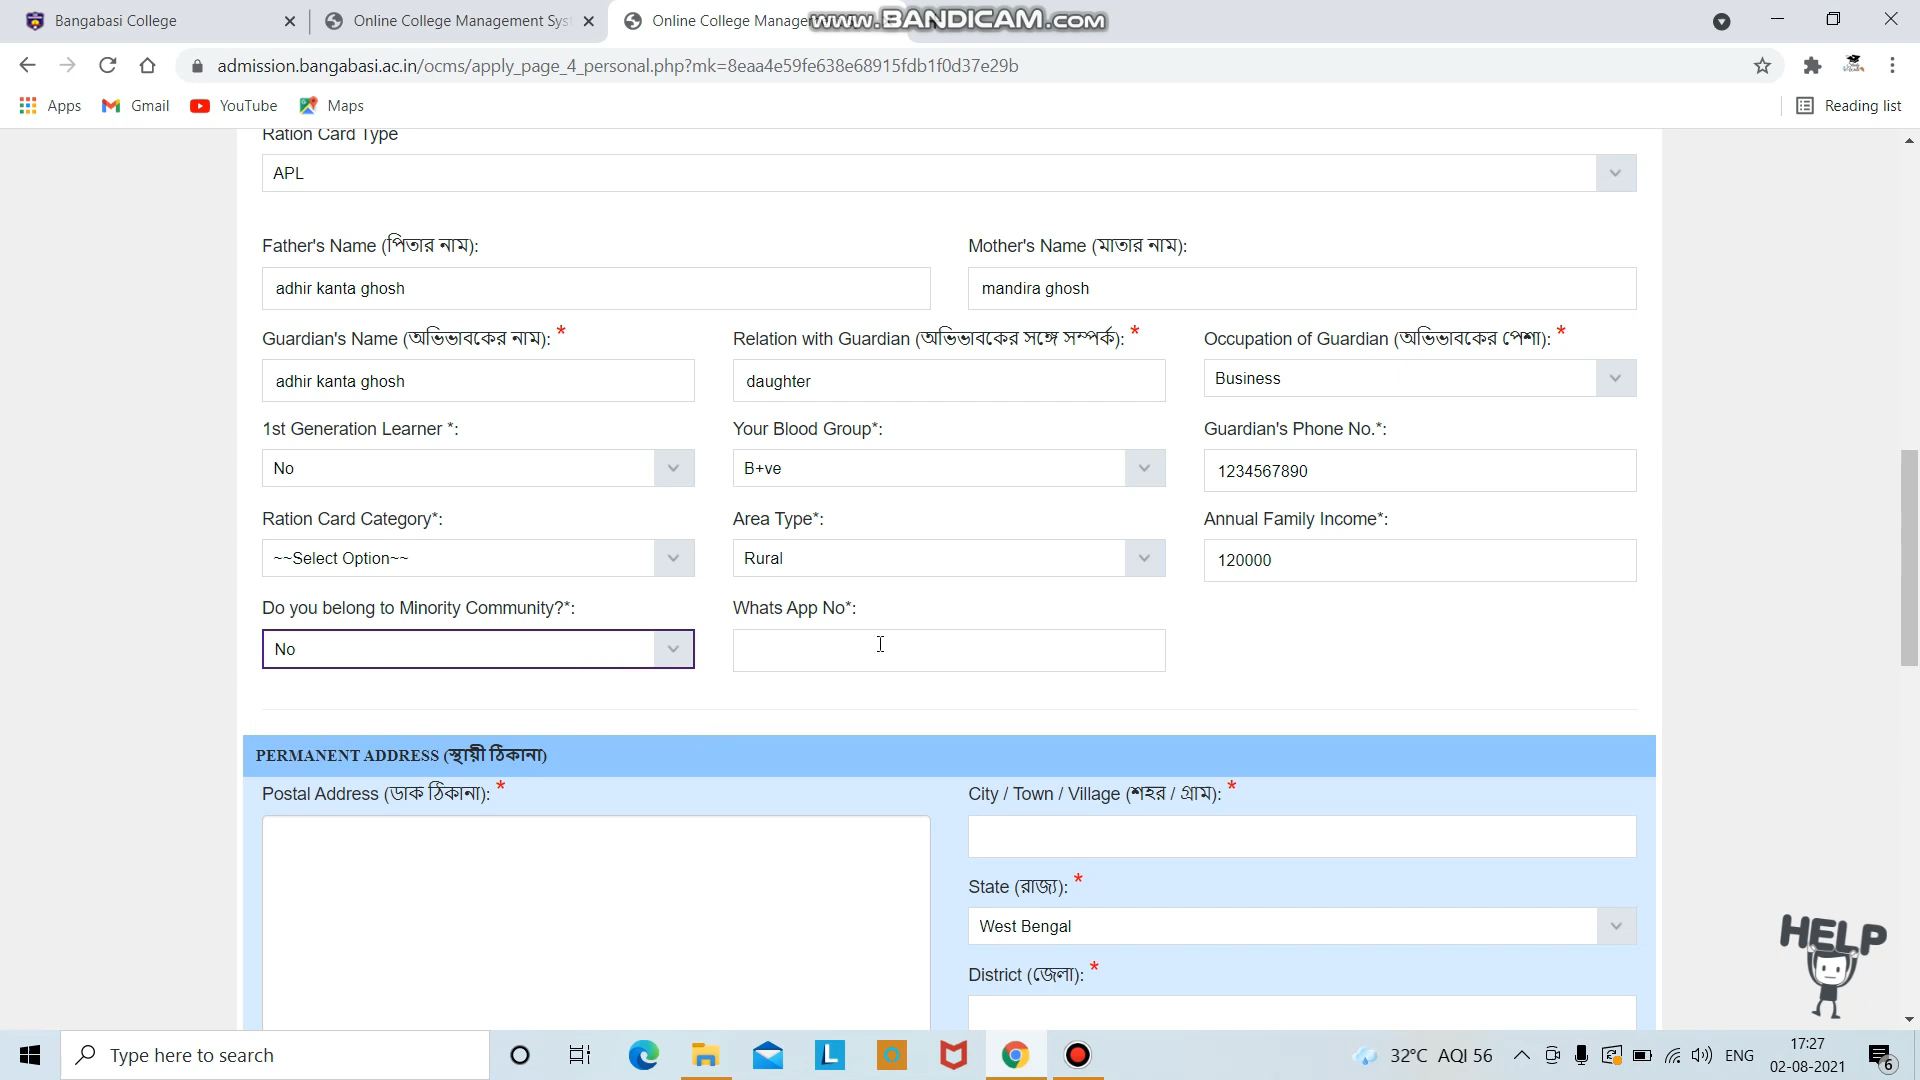 Bangabasi College
Online College Management Sys
Online College Manage
www.BANDICAM.com
admission.bangabasi.ac.in/ocms/apply_page_4_personal.php?mk=8eaa4e59fe638e68915fdb1f0d37e29b
Apps
Gmail
YouTube
Maps
Reading list
Ration Card Type
APL
Father's Name (পিতার নাম):
Mother's Name (মাতার নাম):
adhir kanta ghosh
mandira ghosh
Guardian's Name (অভিভাবকের নাম): *
Relation with Guardian (অভিভাবকের সঙ্গে সম্পর্ক): *
Occupation of Guardian (অভিভাবকের পেশা): *
adhir kanta ghosh
daughter
Business
1st Generation Learner *:
Your Blood Group*:
Guardian's Phone No.*:
No
B+ve
1234567890
Ration Card Category*:
Area Type*:
Annual Family Income*:
~~Select Option~~
Rural
120000
Do you belong to Minority Community?*:
Whats App No*:
No
PERMANENT ADDRESS (স্থায়ী ঠিকানা)
Postal Address (ডাক ঠিকানা): *
City / Town / Village (শহর / গ্রাম): *
State (রাজ্য): *
West Bengal
District (জেলা): *
HELP
Type here to search
L
32°C AQI 56
ENG
17:27
02-08-2021
6